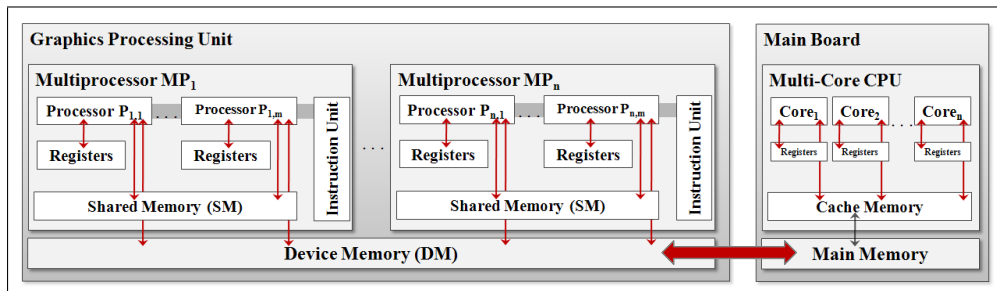 Graphics Processing Unit
Multiprocessor MP1
Processor P1,1
. . .
Processor P1,m
Registers
Registers
Shared Memory (SM)
Instruction Unit
. . .
Multiprocessor MPn
Processor Pn,1
. . .
Processor Pn,m
Registers
Registers
Shared Memory (SM)
Instruction Unit
Device Memory (DM)
Main Board
Multi-Core CPU
Core1
Core2
. . .
Coren
Registers
Registers
Registers
Cache Memory
Main Memory